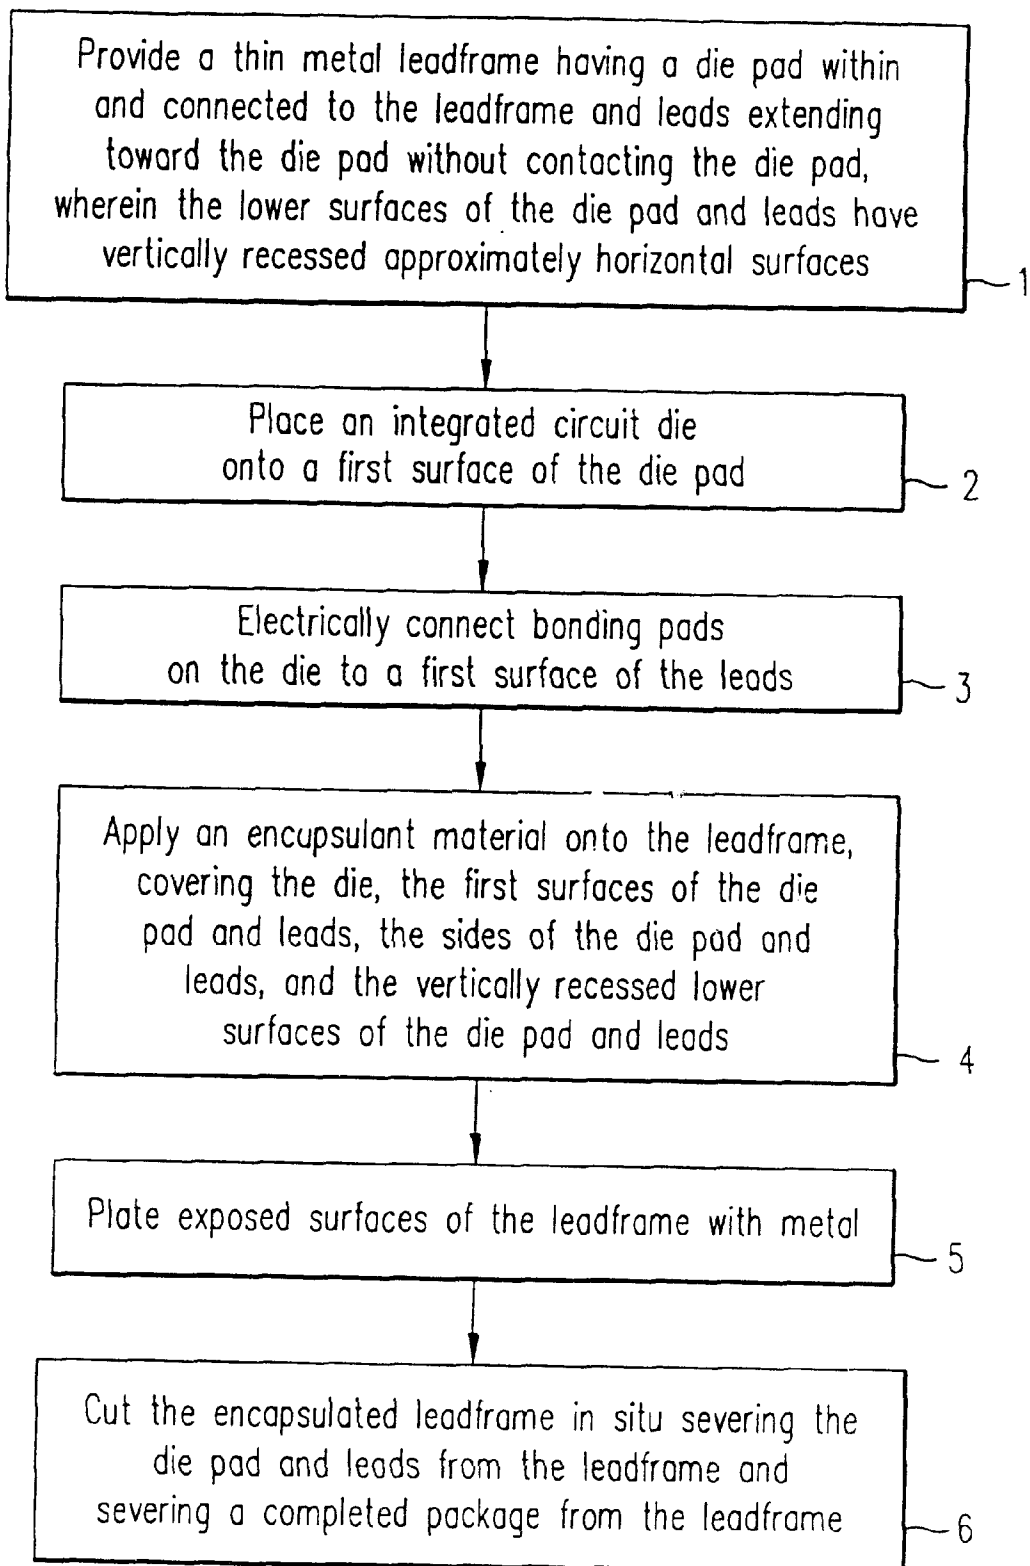 Provide a thin metal leadframe having a die pad within
and connected to the leadframe and leads extending
toward the die pad without contacting the die pad,
wherein the lower surfaces of the die pad and leads have
vertically recessed approximately horizontal surfaces
1
Place an integrated circuit die
onto a first surface of the die pad
2
Electrically connect bonding pads
on the die to a first surface of the leads
3
Apply an encapsulant material onto the leadframe,
covering the die, the first surfaces of the die
pad and leads, the sides of the die pad and
leads, and the vertically recessed lower
surfaces of the die pad and leads
4
Plate exposed surfaces of the leadframe with metal
5
Cut the encapsulated leadframe in situ severing the
die pad and leads from the leadframe and
severing a completed package from the leadframe
6